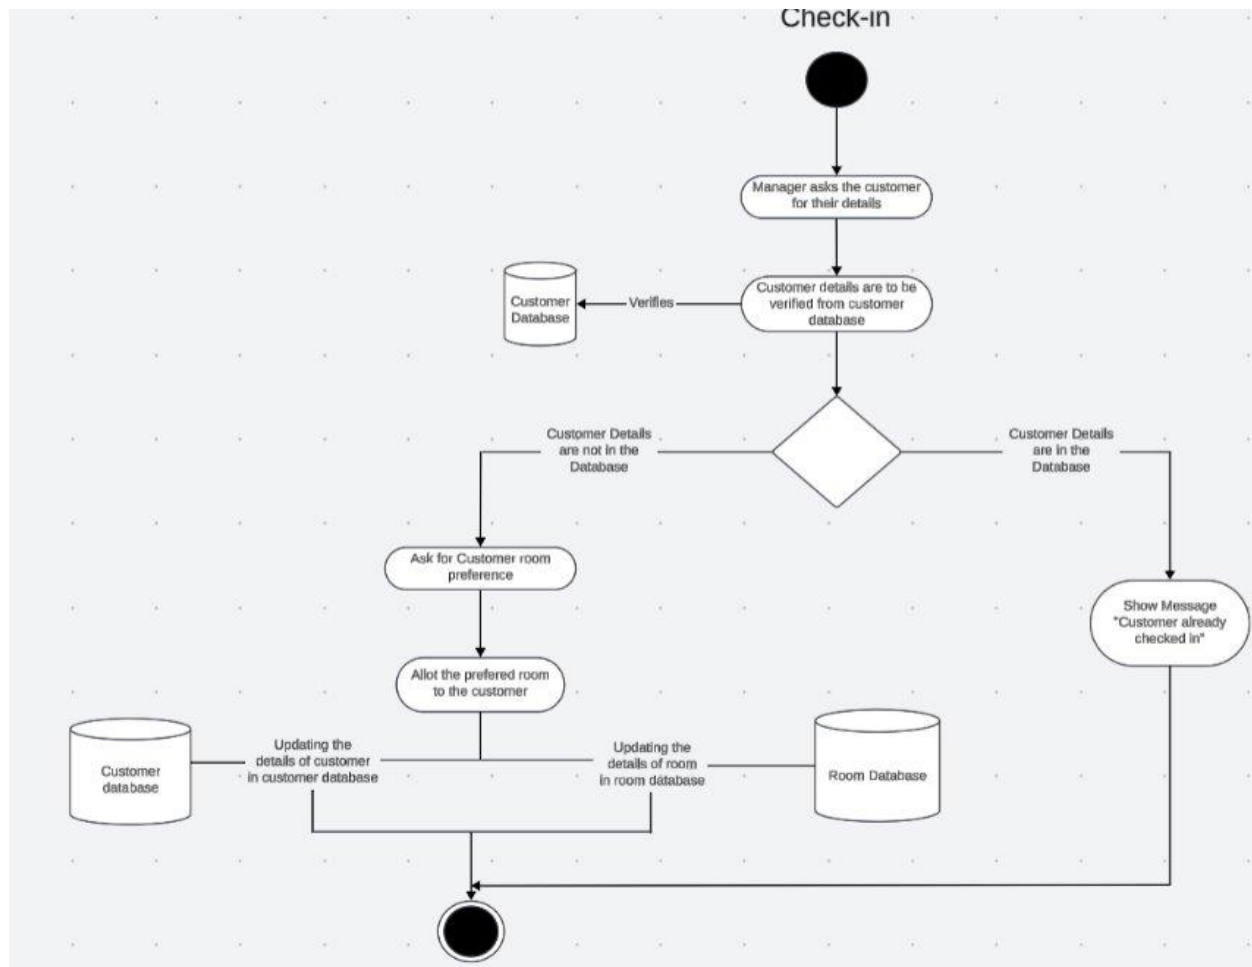 Check-in
Manager asks the customer
for their details
Customer details are to be
verified from customer
database
Verifies
Customer
Database
Customer Details
are not in the
Database
Customer Details
are in the
Database
Ask for Customer room
preference
Show Message
"Customer already
checked in"
Allot the prefered room
to the customer
Updating the
details of customer
in customer database
Updating the
details of room
in room database
Customer
database
Room Database